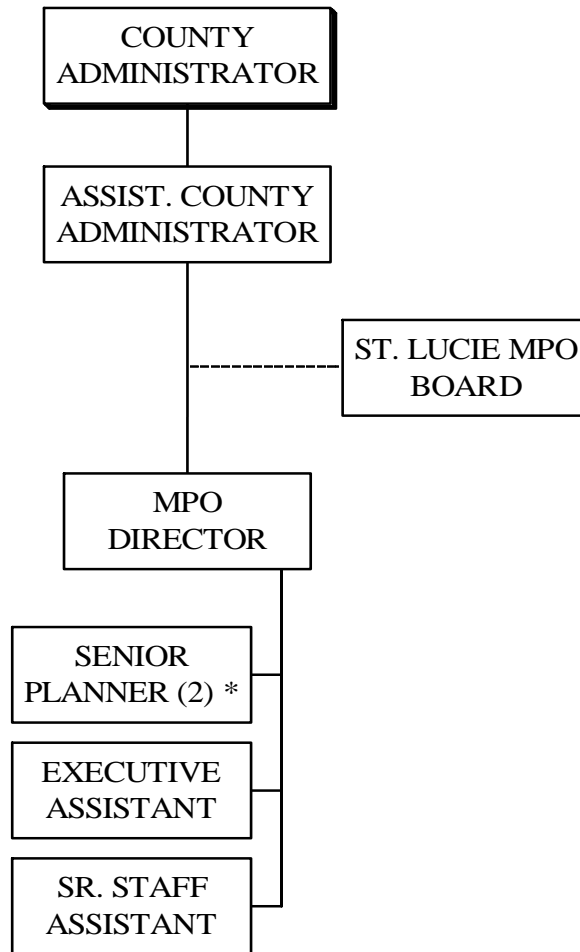 COUNTY
ADMINISTRATOR
ASSIST. COUNTY
ADMINISTRATOR
ST. LUCIE MPO
BOARD
MPO
DIRECTOR
SENIOR
PLANNER (2) *
EXECUTIVE
ASSISTANT
SR. STAFF
ASSISTANT